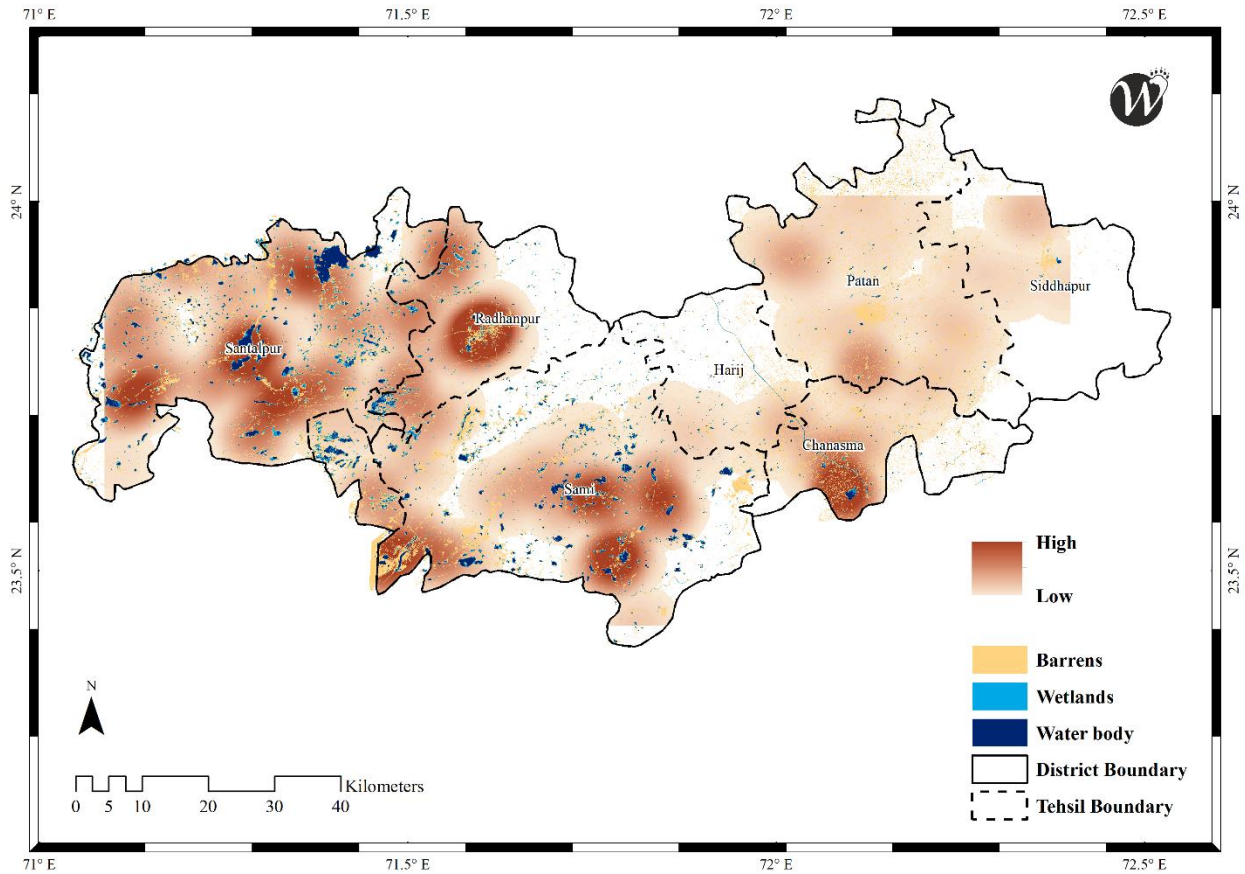 71° E
71.5° E
72° E
72.5° E
W
24° N
24° N
Patan
Siddhapur
Radhanpur
Santalpur
Harij
Chanasma
Sami
High
Low
23.5° N
23.5° N
Barrens
Wetlands
Water body
District Boundary
Tehsil Boundary
N
Kilometers
0 5 10 20 30 40
71° E
71.5° E
72° E
72.5° E